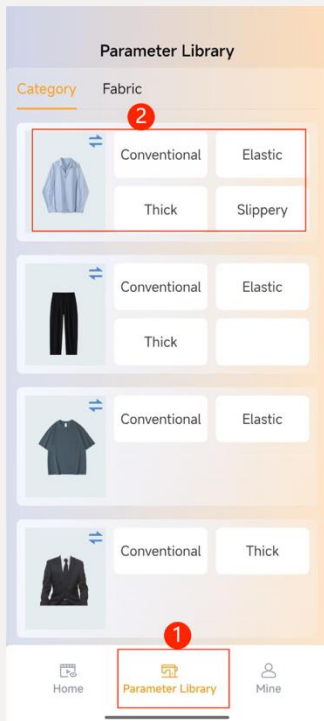 Parameter Library
Category Fabric
2
Conventional Elastic
Thick Slippery
Conventional Elastic
Thick
Conventional Elastic
Conventional Thick
1
Home Parameter Library Mine